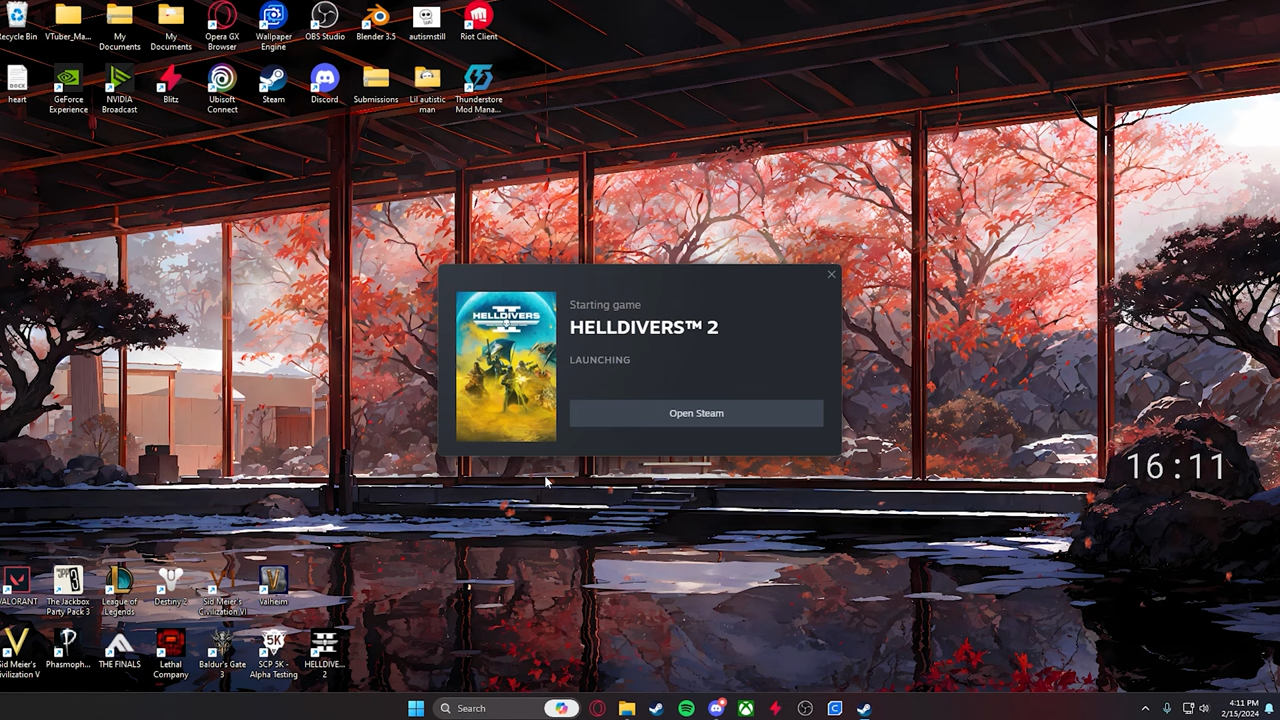 ecycle Bin
VTuber_Ma...
My
Documents
My
Documents
Opera GX
Browser
Wallpaper
Engine
OBS Studio
Blender 3.5
autismstill
Riot Client
heart
GeForce
Experience
NVIDIA
Broadcast
Blitz
Ubisoft
Connect
Steam
Discord
Submissions
Lil autistic
man
Thunderstore
Mod Mana...
Starting game
HELLDIVERS™ 2
LAUNCHING
Open Steam
HELLDIVERS
16:11
VALORANT
The Jackbox
Party Pack 3
League of
Legends
Destiny 2
Sid Meier's
Civilization VI
Valheim
Sid Meier's
Civilization V
Phasmoph...
THE FINALS
Lethal
Company
Baldur's Gate
3
5K
SCP 5K -
Alpha Testing
HELLDIVE...
2
Search
4:11 PM
2/15/2024